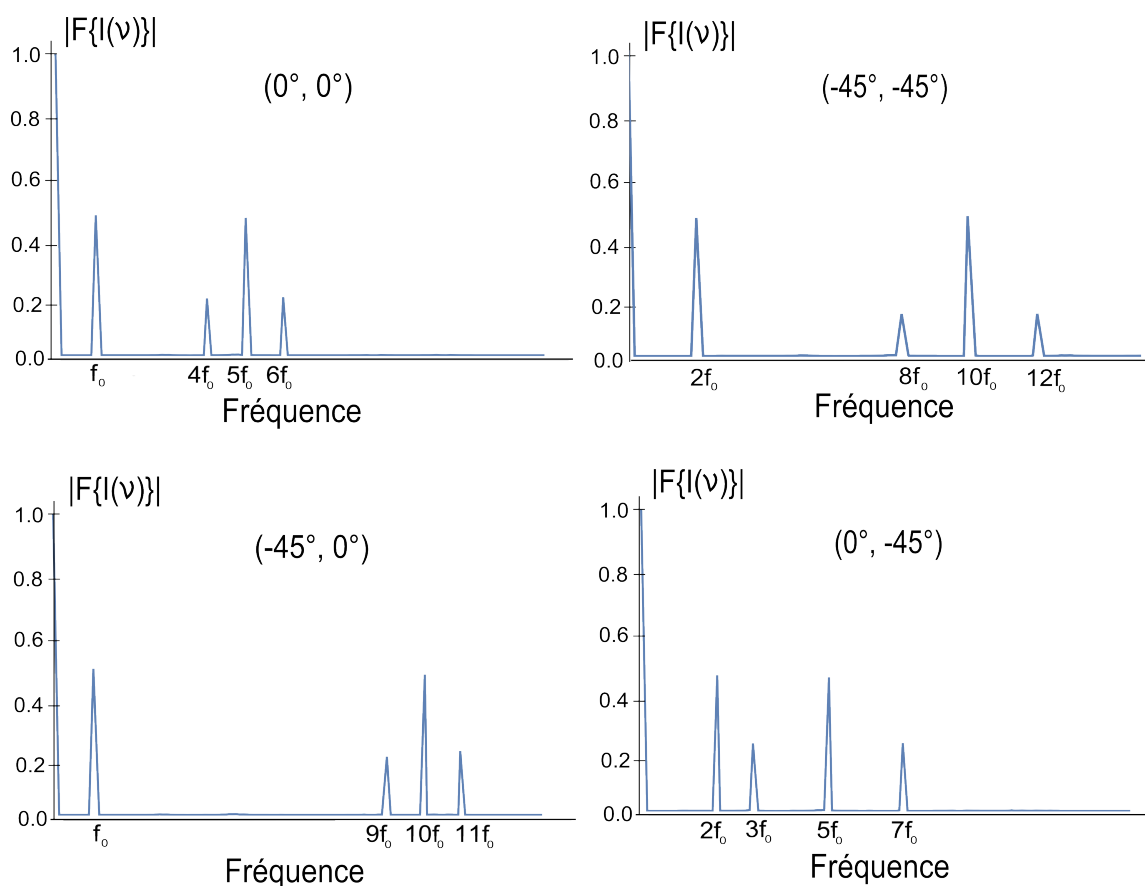 |F{I(ν)}|
(0°, 0°)
1.0
0.8
0.6
0.4
0.2
0.0
f₀
4f₀ 5f₀ 6f₀
Fréquence
|F{I(ν)}|
(-45°, -45°)
1.0
0.8
0.6
0.4
0.2
0.0
2f₀ 8f₀ 10f₀ 12f₀
Fréquence
|F{I(ν)}|
(-45°, 0°)
1.0
0.8
0.6
0.4
0.2
0.0
f₀ 9f₀ 10f₀ 11f₀
Fréquence
|F{I(ν)}|
(0°, -45°)
1.0
0.8
0.6
0.4
0.2
0.0
2f₀ 3f₀ 5f₀ 7f₀
Fréquence